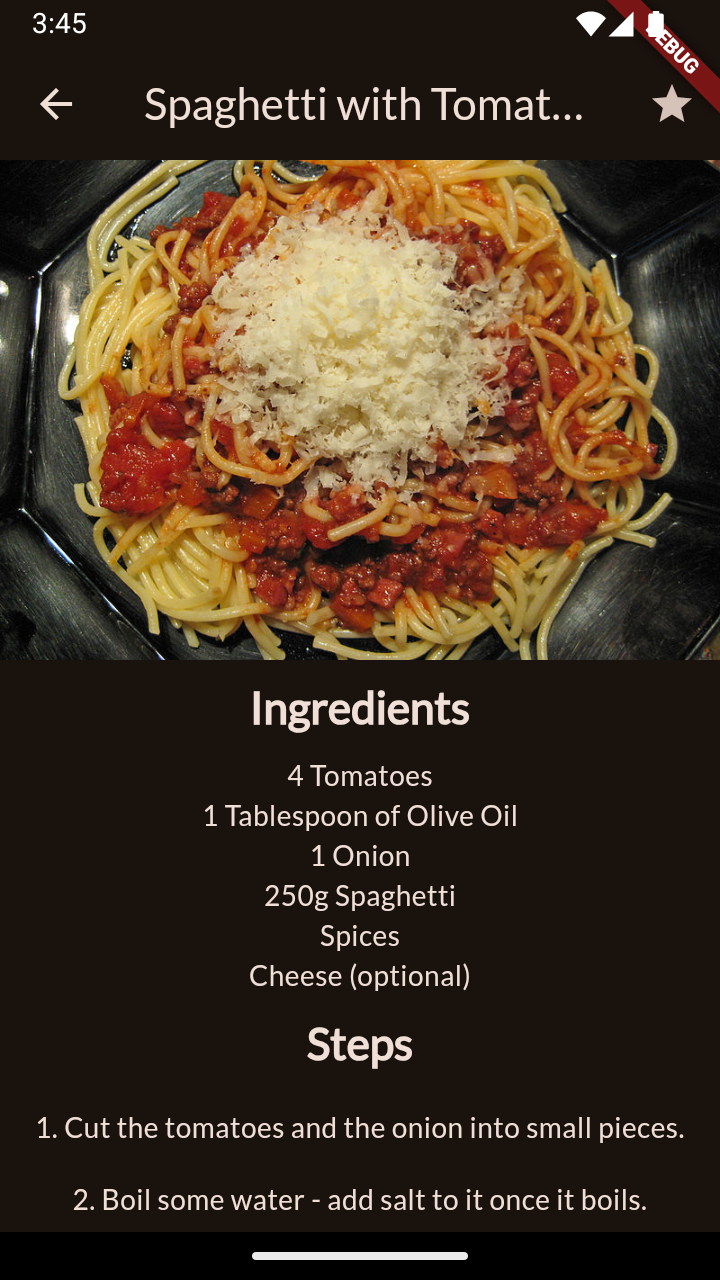 3:45
DEBUG
Spaghetti with Tomat...
Ingredients
4 Tomatoes
1 Tablespoon of Olive Oil
1 Onion
250g Spaghetti
Spices
Cheese (optional)
Steps
1. Cut the tomatoes and the onion into small pieces.
2. Boil some water - add salt to it once it boils.